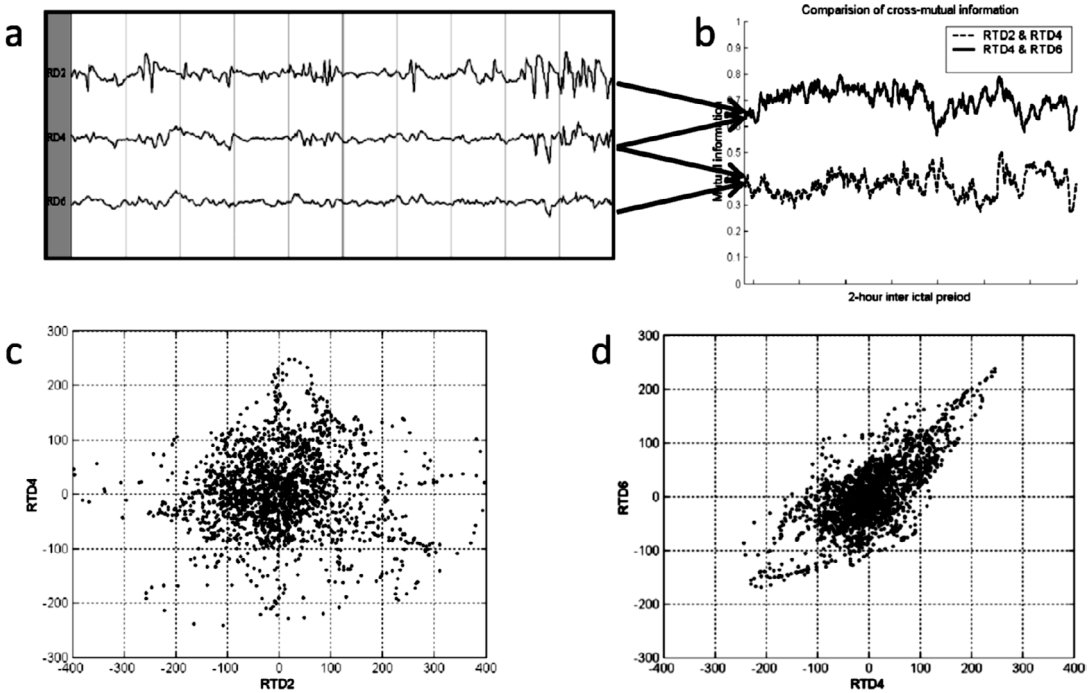 a
RD2
RD4
RD6
b
Comparision of cross-mutual information
RTD2 & RTD4
RTD4 & RTD6
Mutual information
1
0.9
0.8
0.7
0.6
0.5
0.4
0.3
0.2
0.1
0
2-hour inter ictal preiod
c
300
200
100
0
-100
-200
-300
RTD4
-400 -300 -200 -100 0 100 200 300 400
RTD2
d
300
200
100
0
-100
-200
-300
RTD6
-400 -300 -200 -100 0 100 200 300 400
RTD4